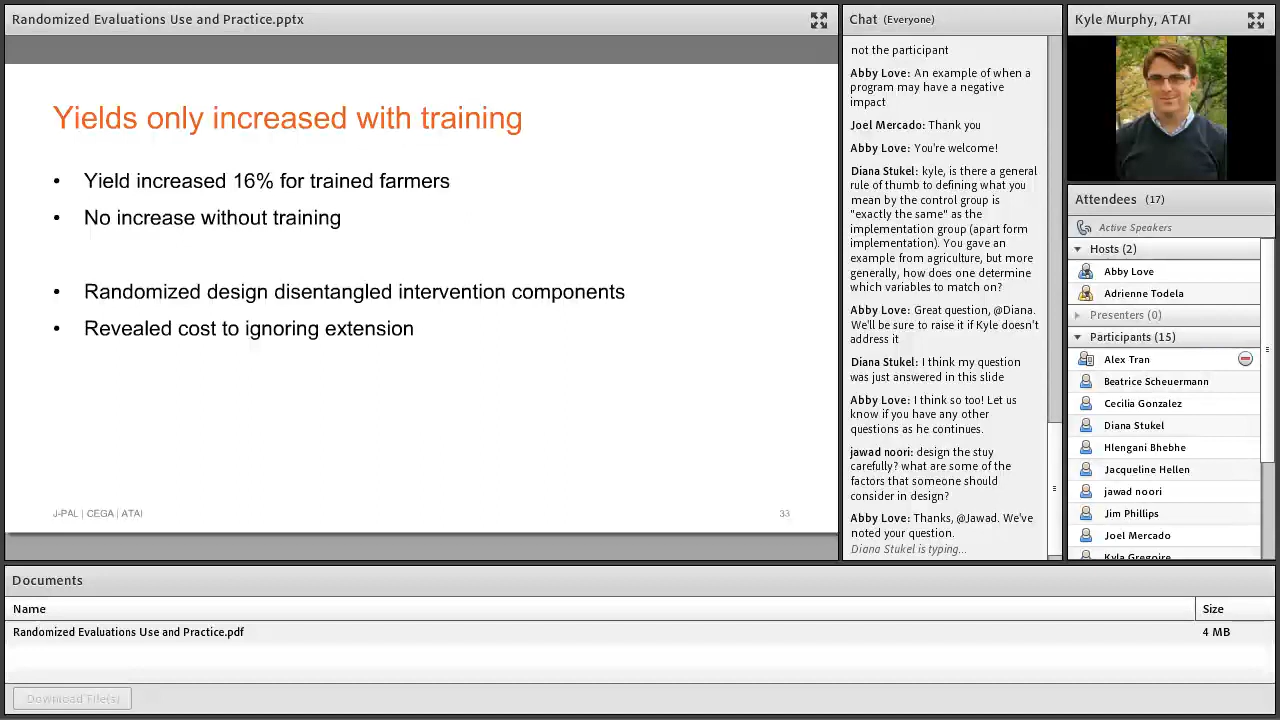 Randomized Evaluations Use and Practice.pptx
Yields only increased with training
• Yield increased 16% for trained farmers
• No increase without training
• Randomized design disentangled intervention components
• Revealed cost to ignoring extension
J-PAL | CEGA | ATAI
33
Chat (Everyone)
not the participant
Abby Love: An example of when a
program may have a negative
impact
Joel Mercado: Thank you
Abby Love: You're welcome!
Diana Stukel: kyle, is there a general
rule of thumb to defining what you
mean by the control group is
"exactly the same" as the
implementation group (apart form
implementation). You gave an
example from agriculture, but more
generally, how does one determine
which variables to match on?
Abby Love: Great question, @Diana.
We'll be sure to raise it if Kyle doesn't
address it
Diana Stukel: I think my question
was just answered in this slide
Abby Love: I think so too! Let us
know if you have any other
questions as he continues.
jawad noori: design the stuy
carefully? what are some of the
factors that someone should
consider in design?
Abby Love: Thanks, @Jawad. We've
noted your question.
Diana Stukel is typing...
Kyle Murphy, ATAI
Attendees (17)
Active Speakers
Hosts (2)
Abby Love
Adrienne Todela
Presenters (0)
Participants (15)
Alex Tran
Beatrice Scheuermann
Cecilia Gonzalez
Diana Stukel
Hlengani Bhebhe
Jacqueline Hellen
jawad noori
Jim Phillips
Joel Mercado
Kyla Gregoire
Documents
Name
Size
Randomized Evaluations Use and Practice.pdf
4 MB
Download File(s)